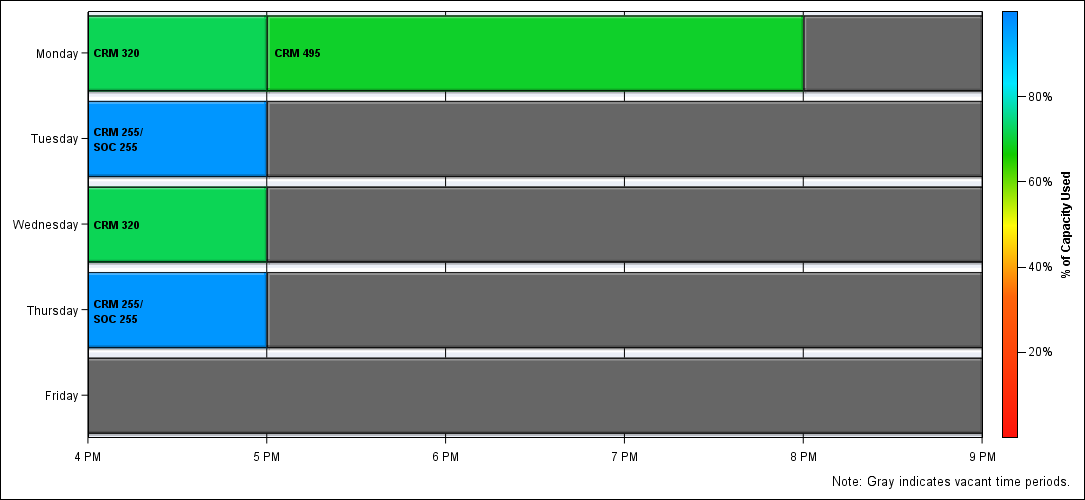 Monday
CRM 320
CRM 495
80%
Tuesday
CRM 255/
SOC 255
60%
Wednesday
CRM 320
% of Capacity Used
40%
Thursday
CRM 255/
SOC 255
20%
Friday
4 PM
5 PM
6 PM
7 PM
8 PM
9 PM
Note: Gray indicates vacant time periods.